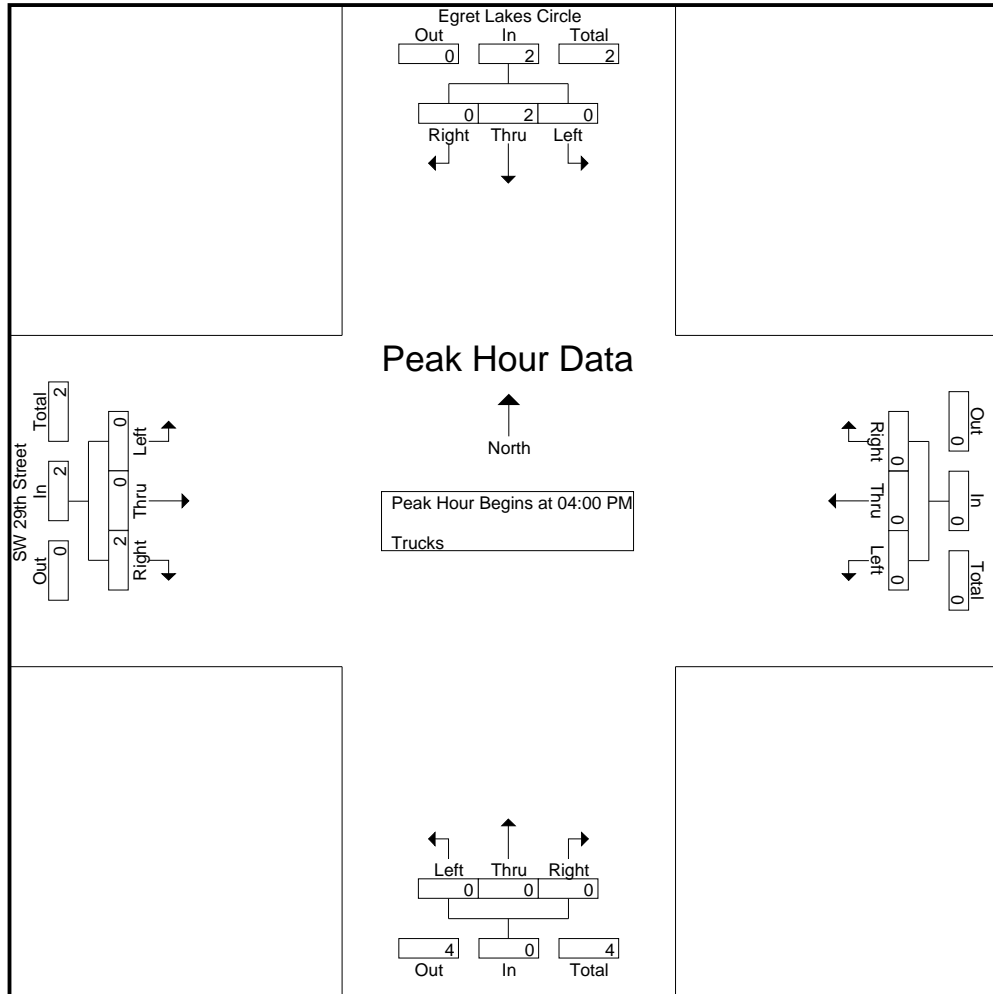 Egret Lakes Circle
Out In Total
0 2 2
0 2 0
Right Thru Left
Peak Hour Data
North
Peak Hour Begins at 04:00 PM
Trucks
SW 29th Street
Out In Total
0 2 2
2 0 0
Right Thru Left
Out In Total
0 0 0
0 0 0
Right Thru Left
Left Thru Right
0 0 0
4 0 4
Out In Total